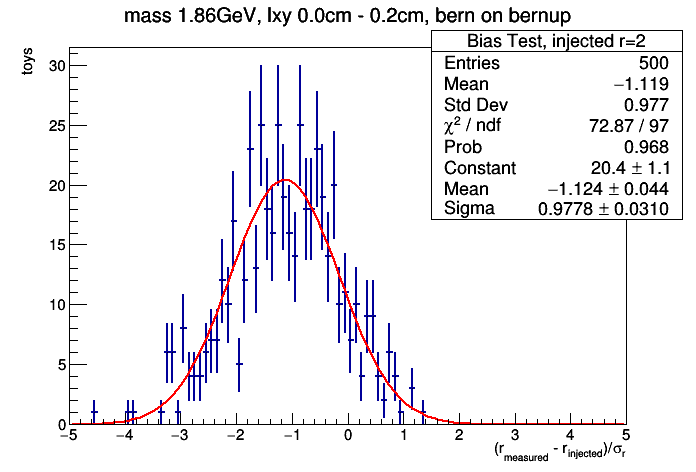 mass 1.86GeV, lxy 0.0cm - 0.2cm, bern on bernup
Bias Test, injected r=2
Entries 500
Mean −1.119
Std Dev 0.977
χ² / ndf 72.87 / 97
Prob 0.968
Constant 20.4 ± 1.1
Mean −1.124 ± 0.044
Sigma 0.9778 ± 0.0310
toys
30
25
20
15
10
5
0
−5 −4 −3 −2 −1 0 1 2 3 4 5
(r_measured - r_injected)/σ_r